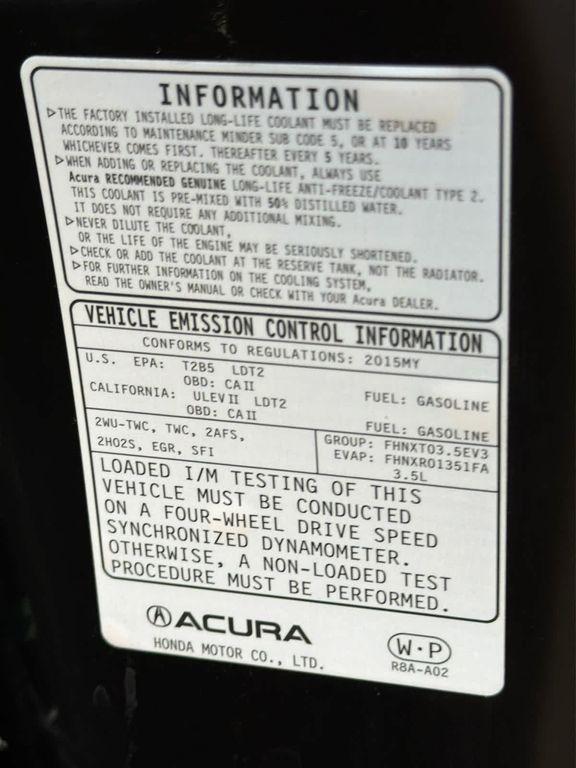 INFORMATION
▷THE FACTORY INSTALLED LONG-LIFE COOLANT MUST BE REPLACED
ACCORDING TO MAINTENANCE MINDER SUB CODE 5, OR AT 10 YEARS
WHICHEVER COMES FIRST. THEREAFTER EVERY 5 YEARS.
▷WHEN ADDING OR REPLACING THE COOLANT, ALWAYS USE
Acura RECOMMENDED GENUINE LONG-LIFE ANTI-FREEZE/COOLANT TYPE 2.
THIS COOLANT IS PRE-MIXED WITH 50% DISTILLED WATER.
IT DOES NOT REQUIRE ANY ADDITIONAL MIXING.
▷NEVER DILUTE THE COOLANT,
OR THE LIFE OF THE ENGINE MAY BE SERIOUSLY SHORTENED.
▷CHECK OR ADD THE COOLANT AT THE RESERVE TANK, NOT THE RADIATOR.
▷FOR FURTHER INFORMATION ON THE COOLING SYSTEM,
READ THE OWNER'S MANUAL OR CHECK WITH YOUR Acura DEALER.
VEHICLE EMISSION CONTROL INFORMATION
CONFORMS TO REGULATIONS: 2015MY
U.S. EPA: T2B5 LDT2
OBD: CAII FUEL: GASOLINE
CALIFORNIA: ULEVII LDT2
OBD: CAII FUEL: GASOLINE
2WU-TWC, TWC, 2AFS,
2HO2S, EGR, SFI
GROUP: FHNXT03.5EV3
EVAP: FHNXR01351FA
3.5L
LOADED I/M TESTING OF THIS
VEHICLE MUST BE CONDUCTED
ON A FOUR-WHEEL DRIVE SPEED
SYNCHRONIZED DYNAMOMETER.
OTHERWISE, A NON-LOADED TEST
PROCEDURE MUST BE PERFORMED.
ACURA
HONDA MOTOR CO., LTD.
W·P
R8A-A02